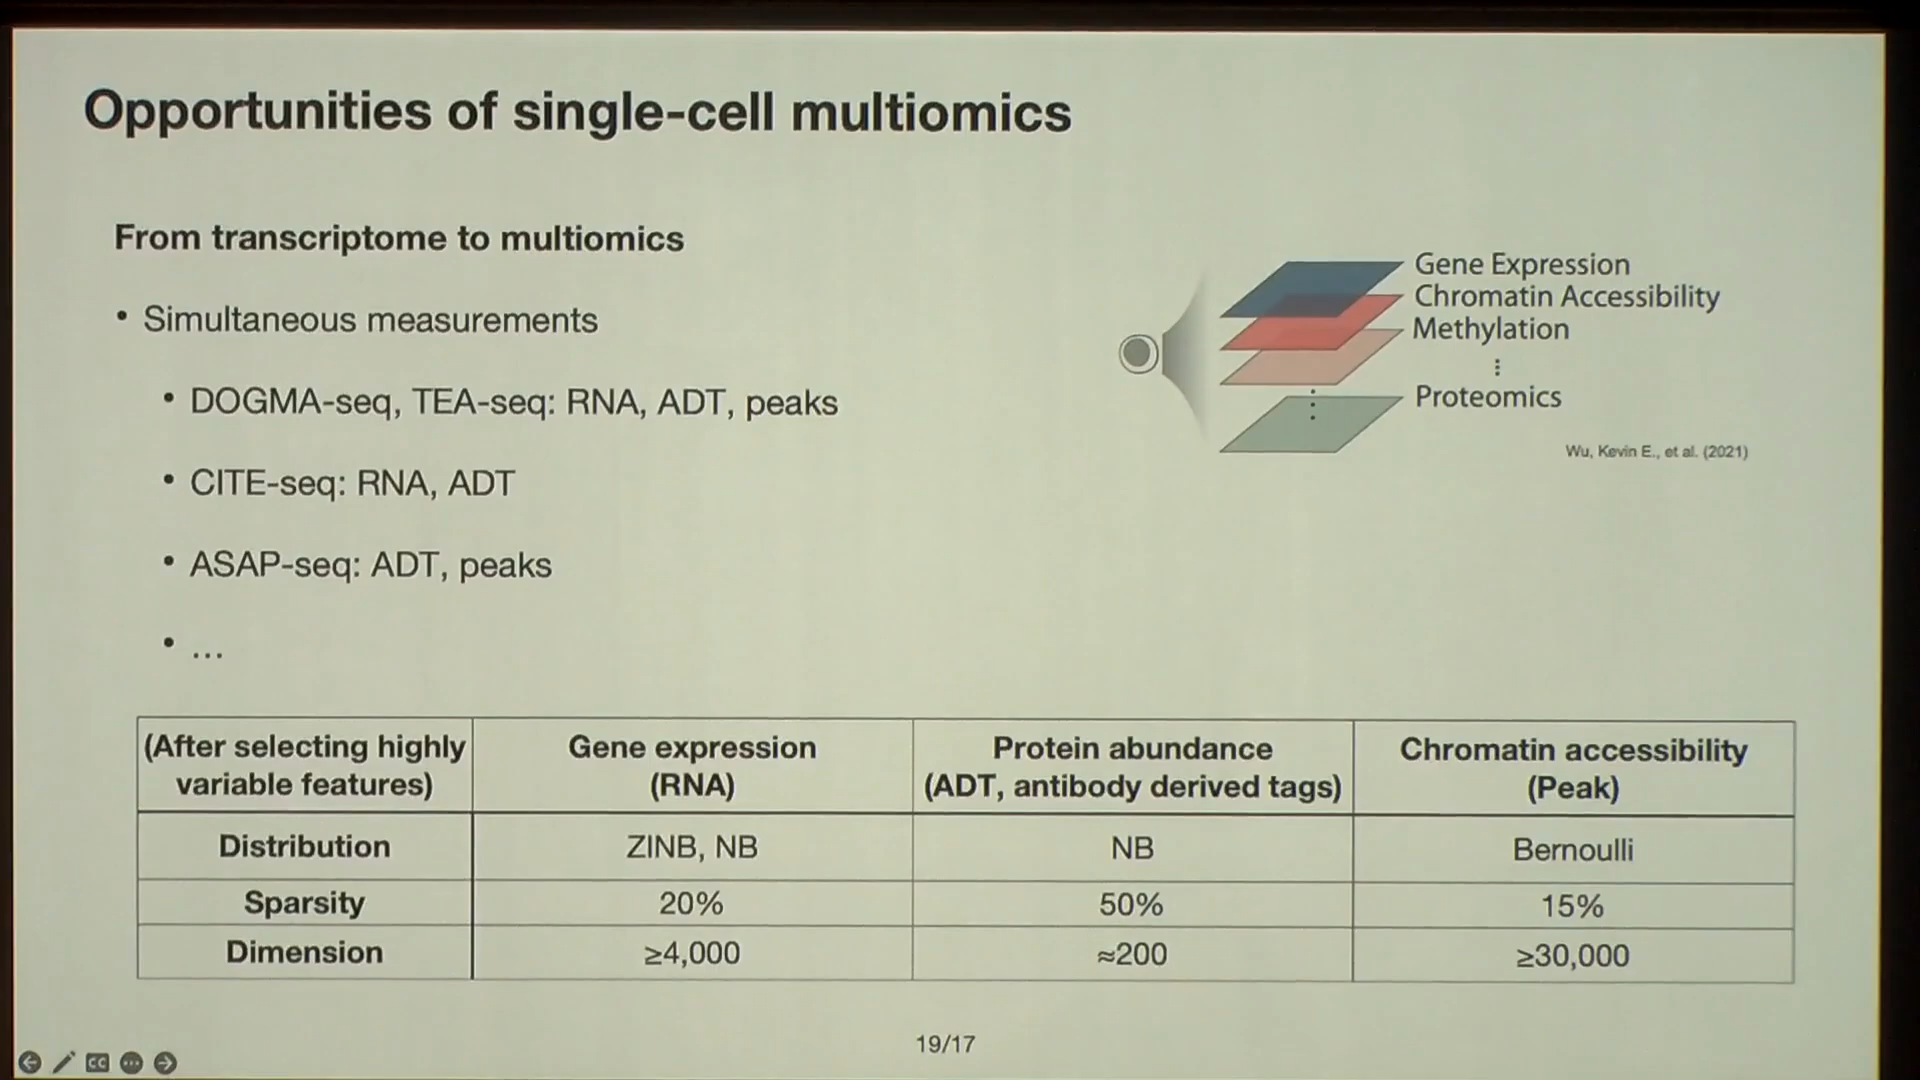 Opportunities of single-cell multiomics
From transcriptome to multiomics
• Simultaneous measurements
• DOGMA-seq, TEA-seq: RNA, ADT, peaks
• CITE-seq: RNA, ADT
• ASAP-seq: ADT, peaks
• ...
Gene Expression
Chromatin Accessibility
Methylation
⋮
Proteomics
Wu, Kevin E., et al. (2021)
(After selecting highly variable features) Gene expression (RNA) Protein abundance (ADT, antibody derived tags) Chromatin accessibility (Peak)
Distribution ZINB, NB NB Bernoulli
Sparsity 20% 50% 15%
Dimension ≥4,000 ≈200 ≥30,000
19/17
CC